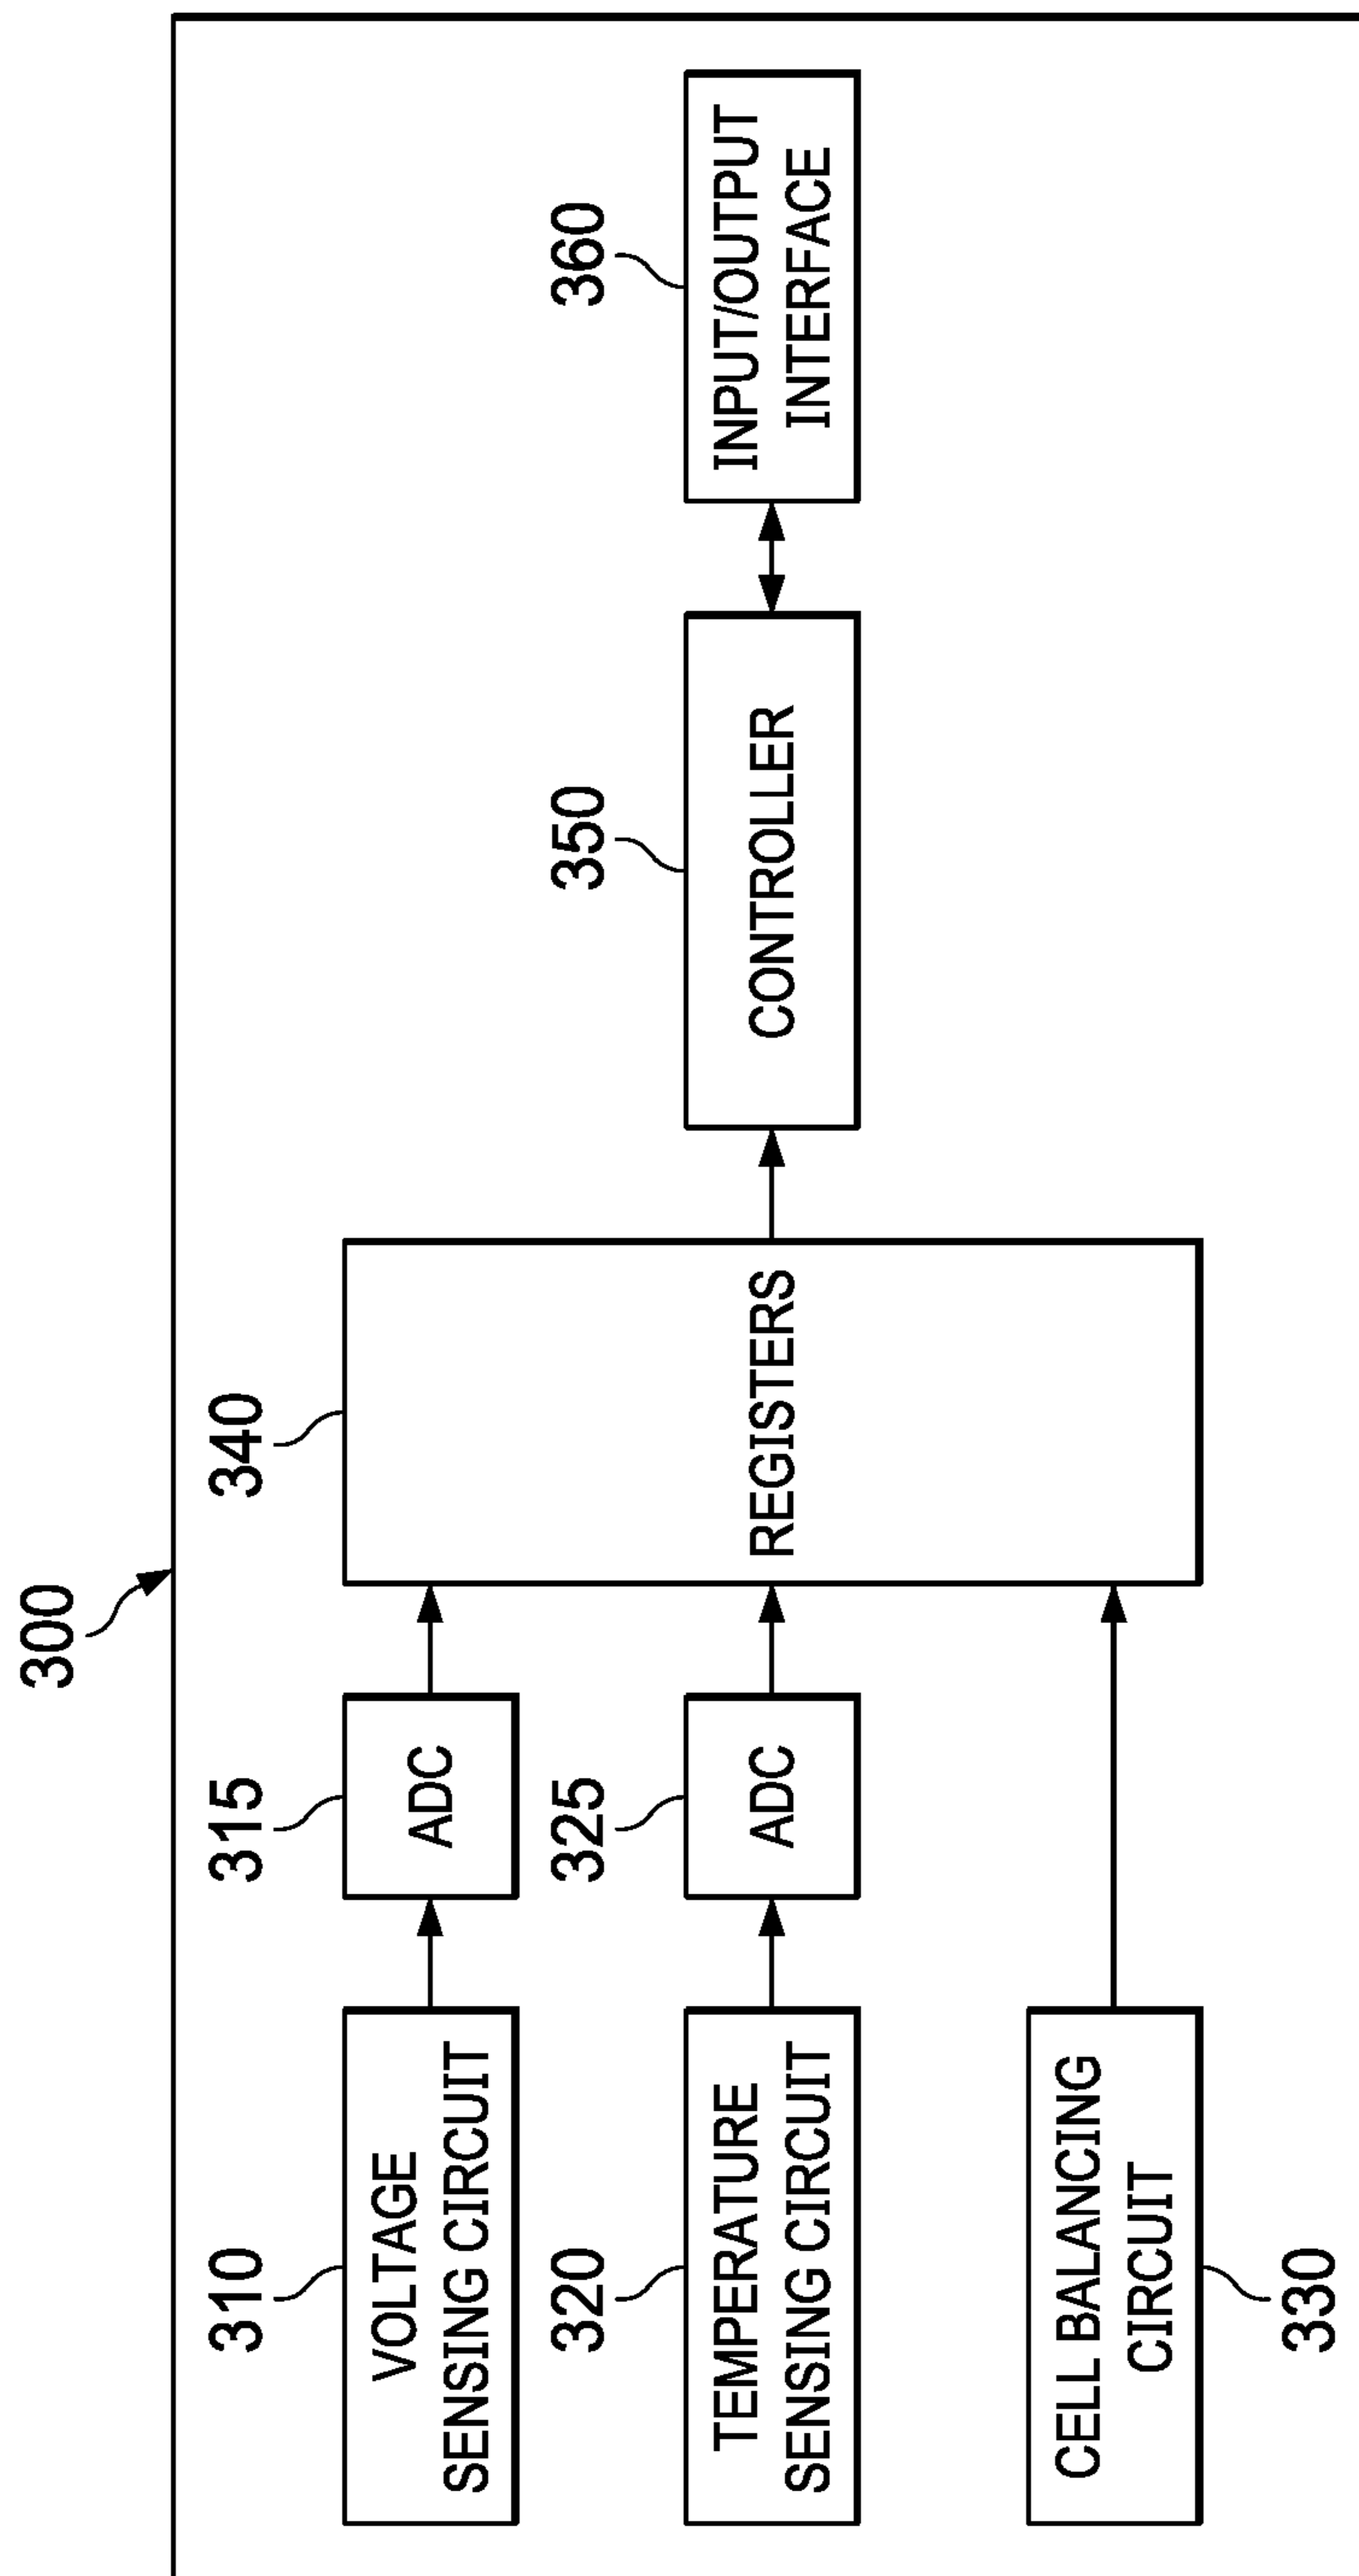 300
310
VOLTAGE
SENSING CIRCUIT
315
ADC
320
TEMPERATURE
SENSING CIRCUIT
325
ADC
CELL BALANCING
CIRCUIT
330
340
REGISTERS
350
CONTROLLER
360
INPUT/OUTPUT
INTERFACE